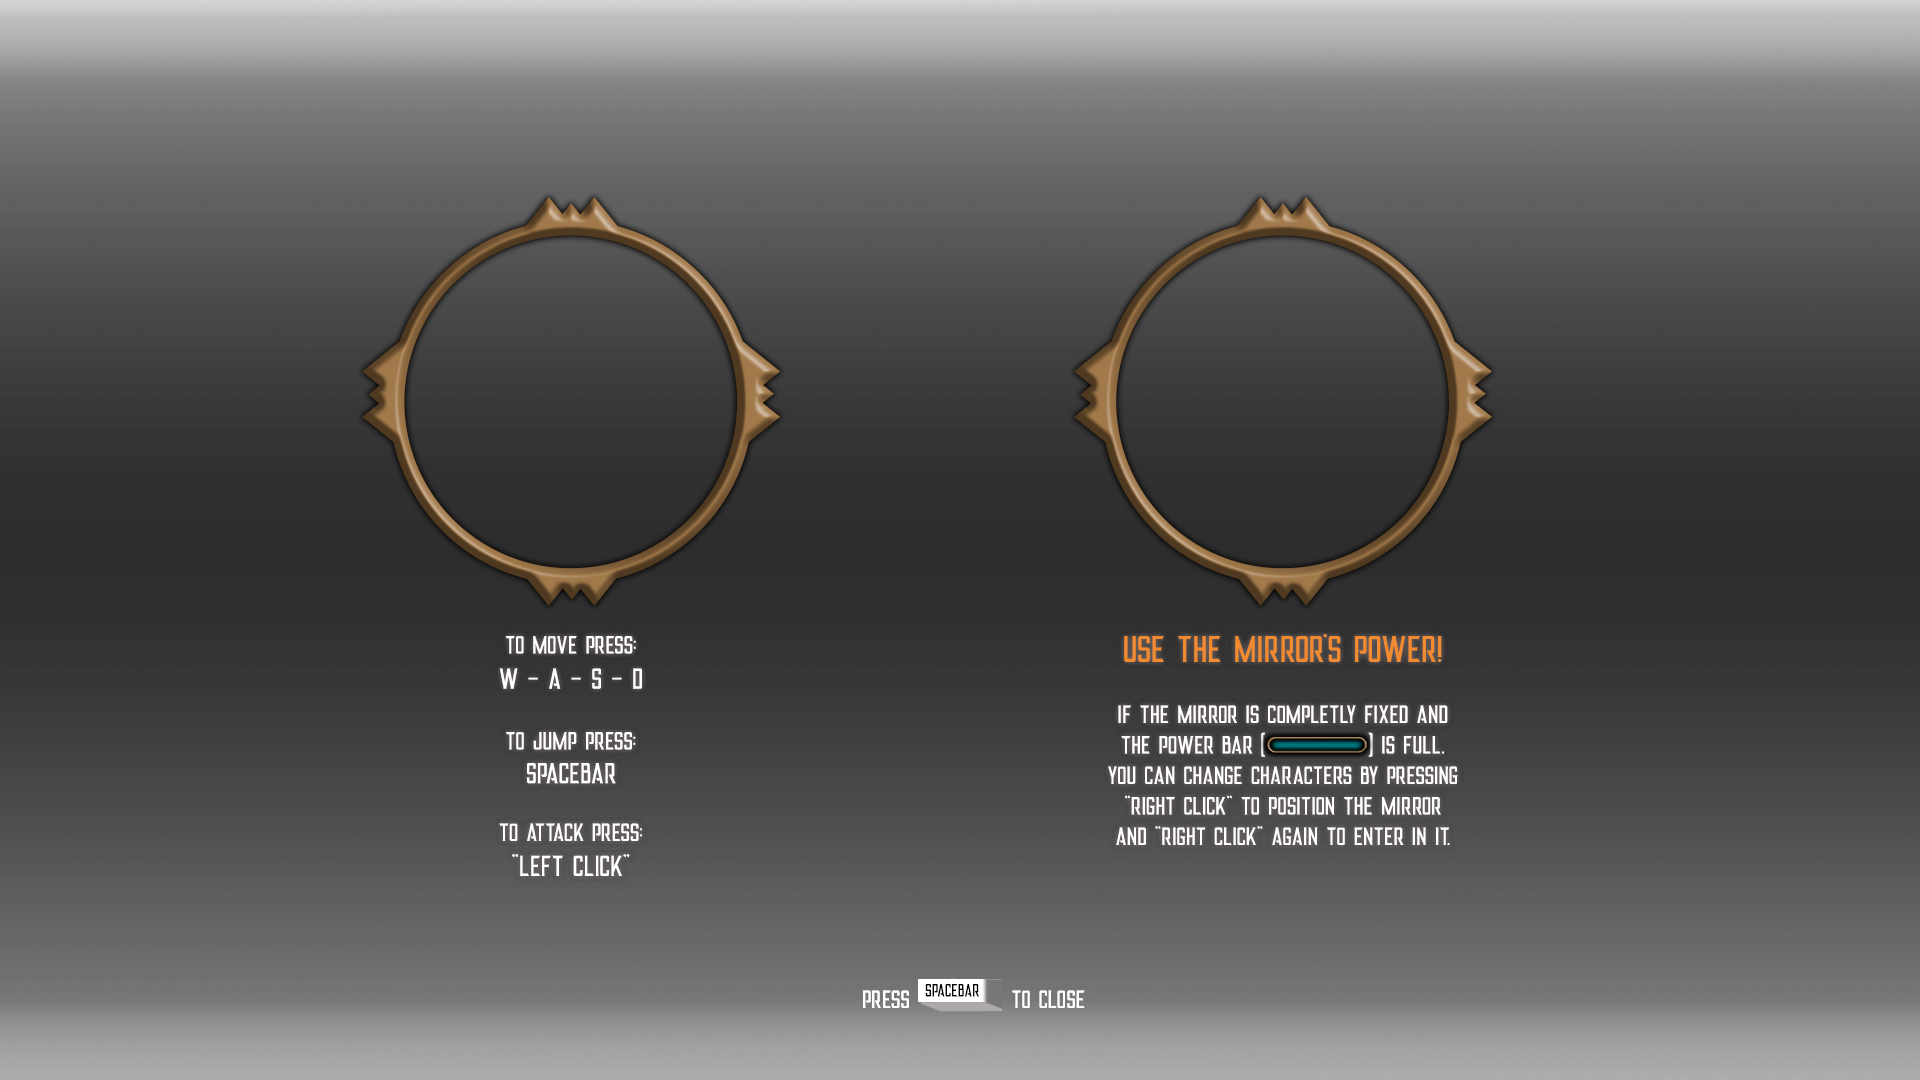 TO MOVE PRESS:
W - A - S - D
TO JUMP PRESS:
SPACEBAR
TO ATTACK PRESS:
"LEFT CLICK"
USE THE MIRROR'S POWER!
IF THE MIRROR IS COMPLETLY FIXED AND
THE POWER BAR [ ] IS FULL.
YOU CAN CHANGE CHARACTERS BY PRESSING
"RIGHT CLICK" TO POSITION THE MIRROR
AND "RIGHT CLICK" AGAIN TO ENTER IN IT.
PRESS SPACEBAR TO CLOSE